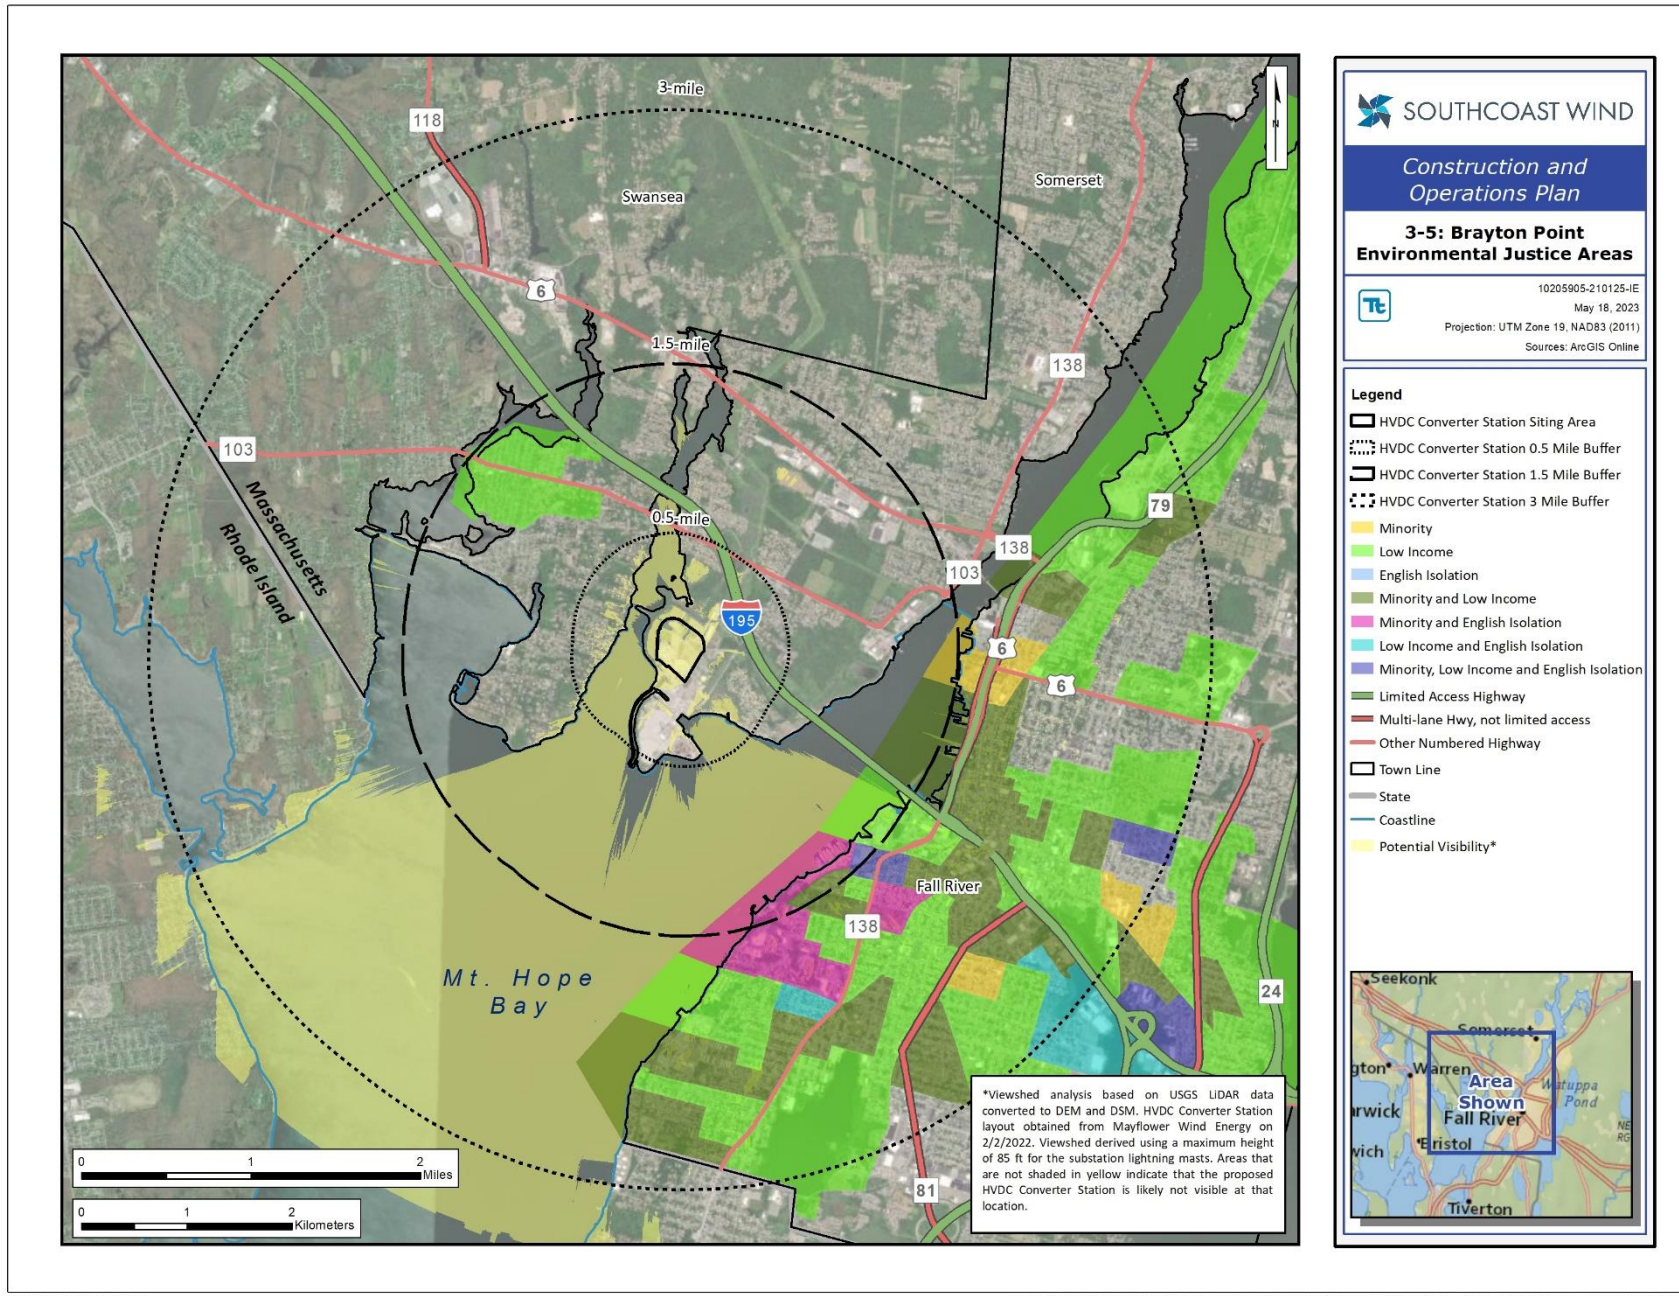 3-mile
118
Swansea
Somerset
6
1.5-mile
138
103
Massachusetts
Rhode Island
0.5-mile
79
138
103
195
6
6
Fall River
138
Mt. Hope
Bay
24
81
N
0 1 2
Miles
0 1 2
Kilometers
*Viewshed analysis based on USGS LiDAR data
converted to DEM and DSM. HVDC Converter Station
layout obtained from Mayflower Wind Energy on
2/2/2022. Viewshed derived using a maximum height
of 85 ft for the substation lightning masts. Areas that
are not shaded in yellow indicate that the proposed
HVDC Converter Station is likely not visible at that
location.
SOUTHCOAST WIND
Construction and
Operations Plan
3-5: Brayton Point
Environmental Justice Areas
Tt
10205905-210125-IE
May 18, 2023
Projection: UTM Zone 19, NAD83 (2011)
Sources: ArcGIS Online
Legend
HVDC Converter Station Siting Area
HVDC Converter Station 0.5 Mile Buffer
HVDC Converter Station 1.5 Mile Buffer
HVDC Converter Station 3 Mile Buffer
Minority
Low Income
English Isolation
Minority and Low Income
Minority and English Isolation
Low Income and English Isolation
Minority, Low Income and English Isolation
Limited Access Highway
Multi-lane Hwy, not limited access
Other Numbered Highway
Town Line
State
Coastline
Potential Visibility*
Seekonk
Somerset
gton
Warren
Area
Shown
Watuppa
Pond
rwick
Fall River
NE
RG
Bristol
wich
Tiverton